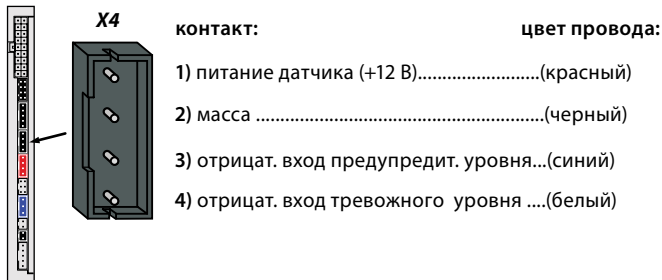 X4
контакт: цвет провода:
1) питание датчика (+12 В).........................(красный)
2) масса ...........................................................(черный)
3) отрицат. вход предупредит. уровня...(синий)
4) отрицат. вход тревожного уровня ....(белый)